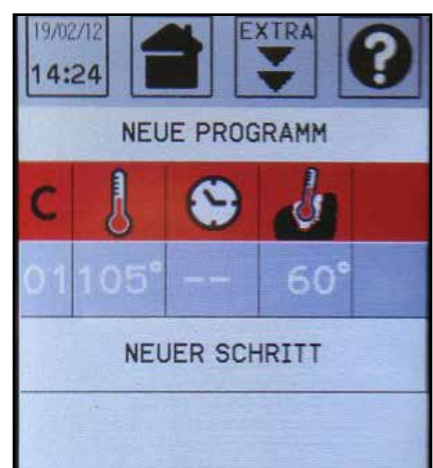 19/02/12 EXTRA ?
14:24
NEUE PROGRAMM
C
01 105° -- 60°
NEUER SCHRITT